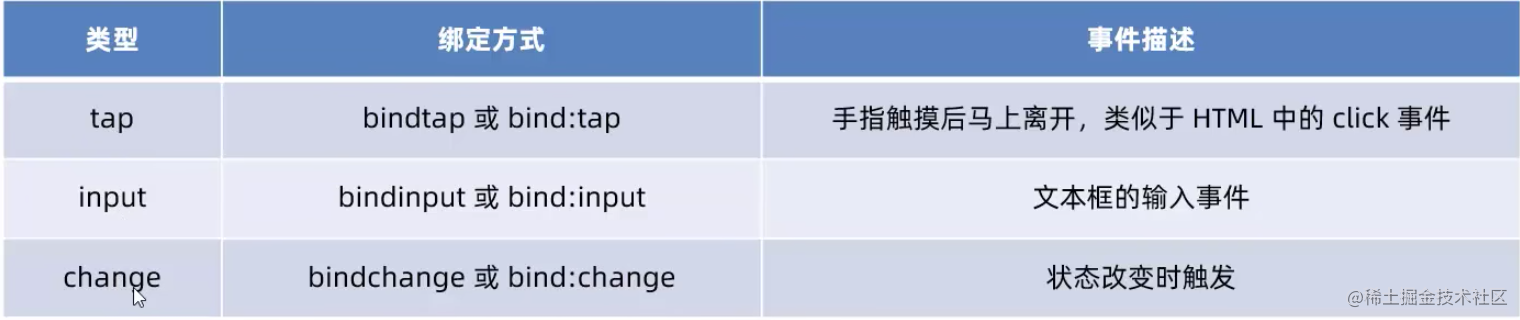 类型 绑定方式 事件描述
tap bindtap 或 bind:tap 手指触摸后马上离开，类似于 HTML 中的 click 事件
input bindinput 或 bind:input 文本框的输入事件
change bindchange 或 bind:change 状态改变时触发
@稀土掘金技术社区